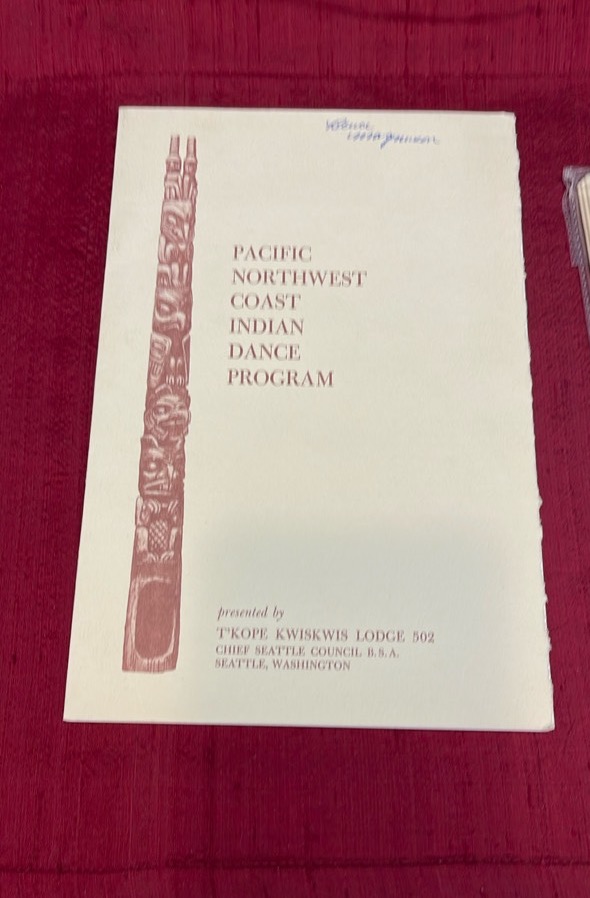 PACIFIC
NORTHWEST
COAST
INDIAN
DANCE
PROGRAM
presented by
T'KOPE KWISKWIS LODGE 502
CHIEF SEATTLE COUNCIL B.S.A.
SEATTLE, WASHINGTON